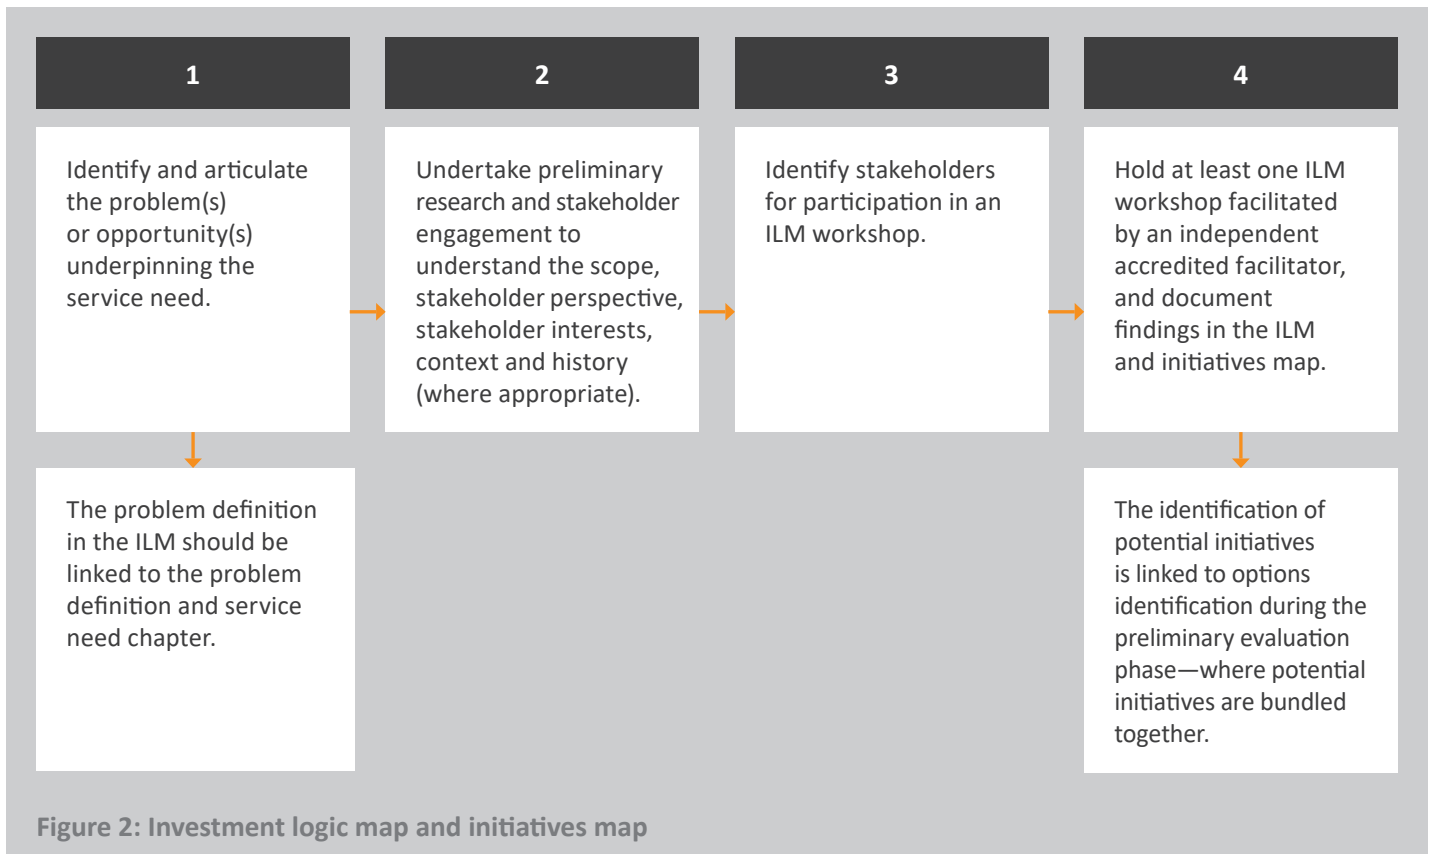 1
Identify and articulate
the problem(s)
or opportunity(s)
underpinning the
service need.
The problem definition
in the ILM should be
linked to the problem
definition and service
need chapter.
2
Undertake preliminary
research and stakeholder
engagement to
understand the scope,
stakeholder perspective,
stakeholder interests,
context and history
(where appropriate).
3
Identify stakeholders
for participation in an
ILM workshop.
4
Hold at least one ILM
workshop facilitated
by an independent
accredited facilitator,
and document
findings in the ILM
and initiatives map.
The identification of
potential initiatives
is linked to options
identification during the
preliminary evaluation
phase—where potential
initiatives are bundled
together.
Figure 2: Investment logic map and initiatives map